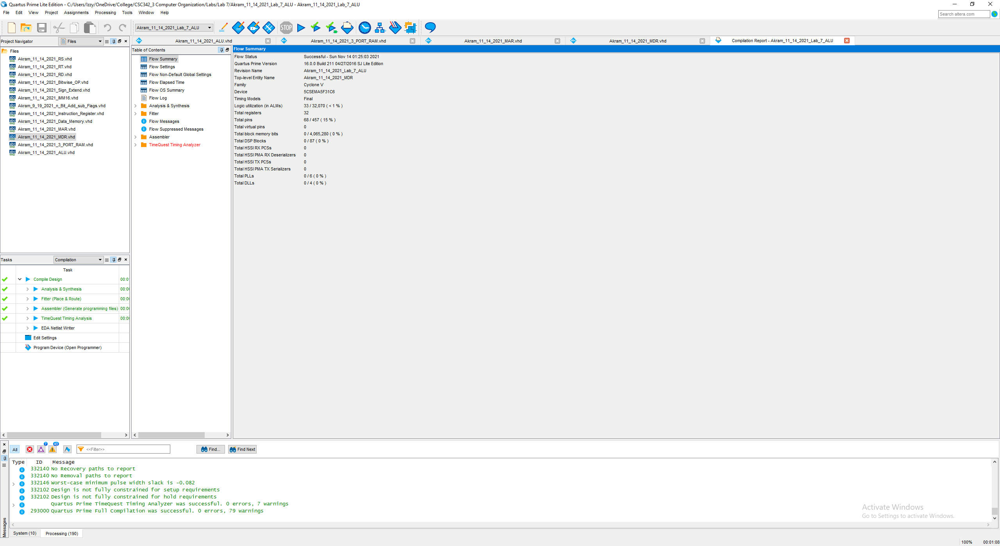 Quartus Prime Lite Edition - C:/Users/Izzy/OneDrive/College/CSC342_3 Computer Organization/Labs/Lab 7/Akram_11_14_2021_Lab_7_ALU - Akram_11_14_2021_Lab_7_ALU
File Edit View Project Assignments Processing Tools Window Help
Search altera.com
Akram_11_14_2021_Lab_7_ALU
STOP
Project Navigator Files
Files
Akram_11_14_2021_RS.vhd
Akram_11_14_2021_RT.vhd
Akram_11_14_2021_RD.vhd
Akram_11_14_2021_Bitwise_OP.vhd
Akram_11_14_2021_Sign_Extend.vhd
Akram_11_14_2021_IMM16.vhd
Akram_9_19_2021_n_Bit_Add_sub_Flags.vhd
Akram_11_14_2021_Instruction_Register.vhd
Akram_11_14_2021_Data_Memory.vhd
Akram_11_14_2021_MAR.vhd
Akram_11_14_2021_MDR.vhd
Akram_11_14_2021_3_PORT_RAM.vhd
Akram_11_14_2021_ALU.vhd
Tasks Compilation
Task
Compile Design 00:0
Analysis & Synthesis 00:0
Fitter (Place & Route) 00:0
Assembler (Generate programming files) 00:0
TimeQuest Timing Analysis 00:0
EDA Netlist Writer
Edit Settings
Program Device (Open Programmer)
Akram_11_14_2021_ALU.vhd Akram_11_14_2021_3_PORT_RAM.vhd Akram_11_14_2021_MAR.vhd Akram_11_14_2021_MDR.vhd Compilation Report - Akram_11_14_2021_Lab_7_ALU
Table of Contents
Flow Summary
Flow Settings
Flow Non-Default Global Settings
Flow Elapsed Time
Flow OS Summary
Flow Log
Analysis & Synthesis
Fitter
Flow Messages
Flow Suppressed Messages
Assembler
TimeQuest Timing Analyzer
Flow Summary
Flow Status Successful - Sun Nov 14 01:25:03 2021
Quartus Prime Version 16.0.0 Build 211 04/27/2016 SJ Lite Edition
Revision Name Akram_11_14_2021_Lab_7_ALU
Top-level Entity Name Akram_11_14_2021_MDR
Family Cyclone V
Device 5CSEMA5F31C6
Timing Models Final
Logic utilization (in ALMs) 33 / 32,070 ( < 1 % )
Total registers 32
Total pins 68 / 457 ( 15 % )
Total virtual pins 0
Total block memory bits 0 / 4,065,280 ( 0 % )
Total DSP Blocks 0 / 87 ( 0 % )
Total HSSI RX PCSs 0
Total HSSI PMA RX Deserializers 0
Total HSSI TX PCSs 0
Total HSSI PMA TX Serializers 0
Total PLLs 0 / 6 ( 0 % )
Total DLLs 0 / 4 ( 0 % )
7 40
All <<Filter>> Find... Find Next
Type ID Message
332140 No Recovery paths to report
332140 No Removal paths to report
332146 Worst-case minimum pulse width slack is -0.082
332102 Design is not fully constrained for setup requirements
332102 Design is not fully constrained for hold requirements
Quartus Prime TimeQuest Timing Analyzer was successful. 0 errors, 7 warnings
293000 Quartus Prime Full Compilation was successful. 0 errors, 79 warnings
Messages
System (10) Processing (190)
Activate Windows
Go to Settings to activate Windows.
100% 00:01:08